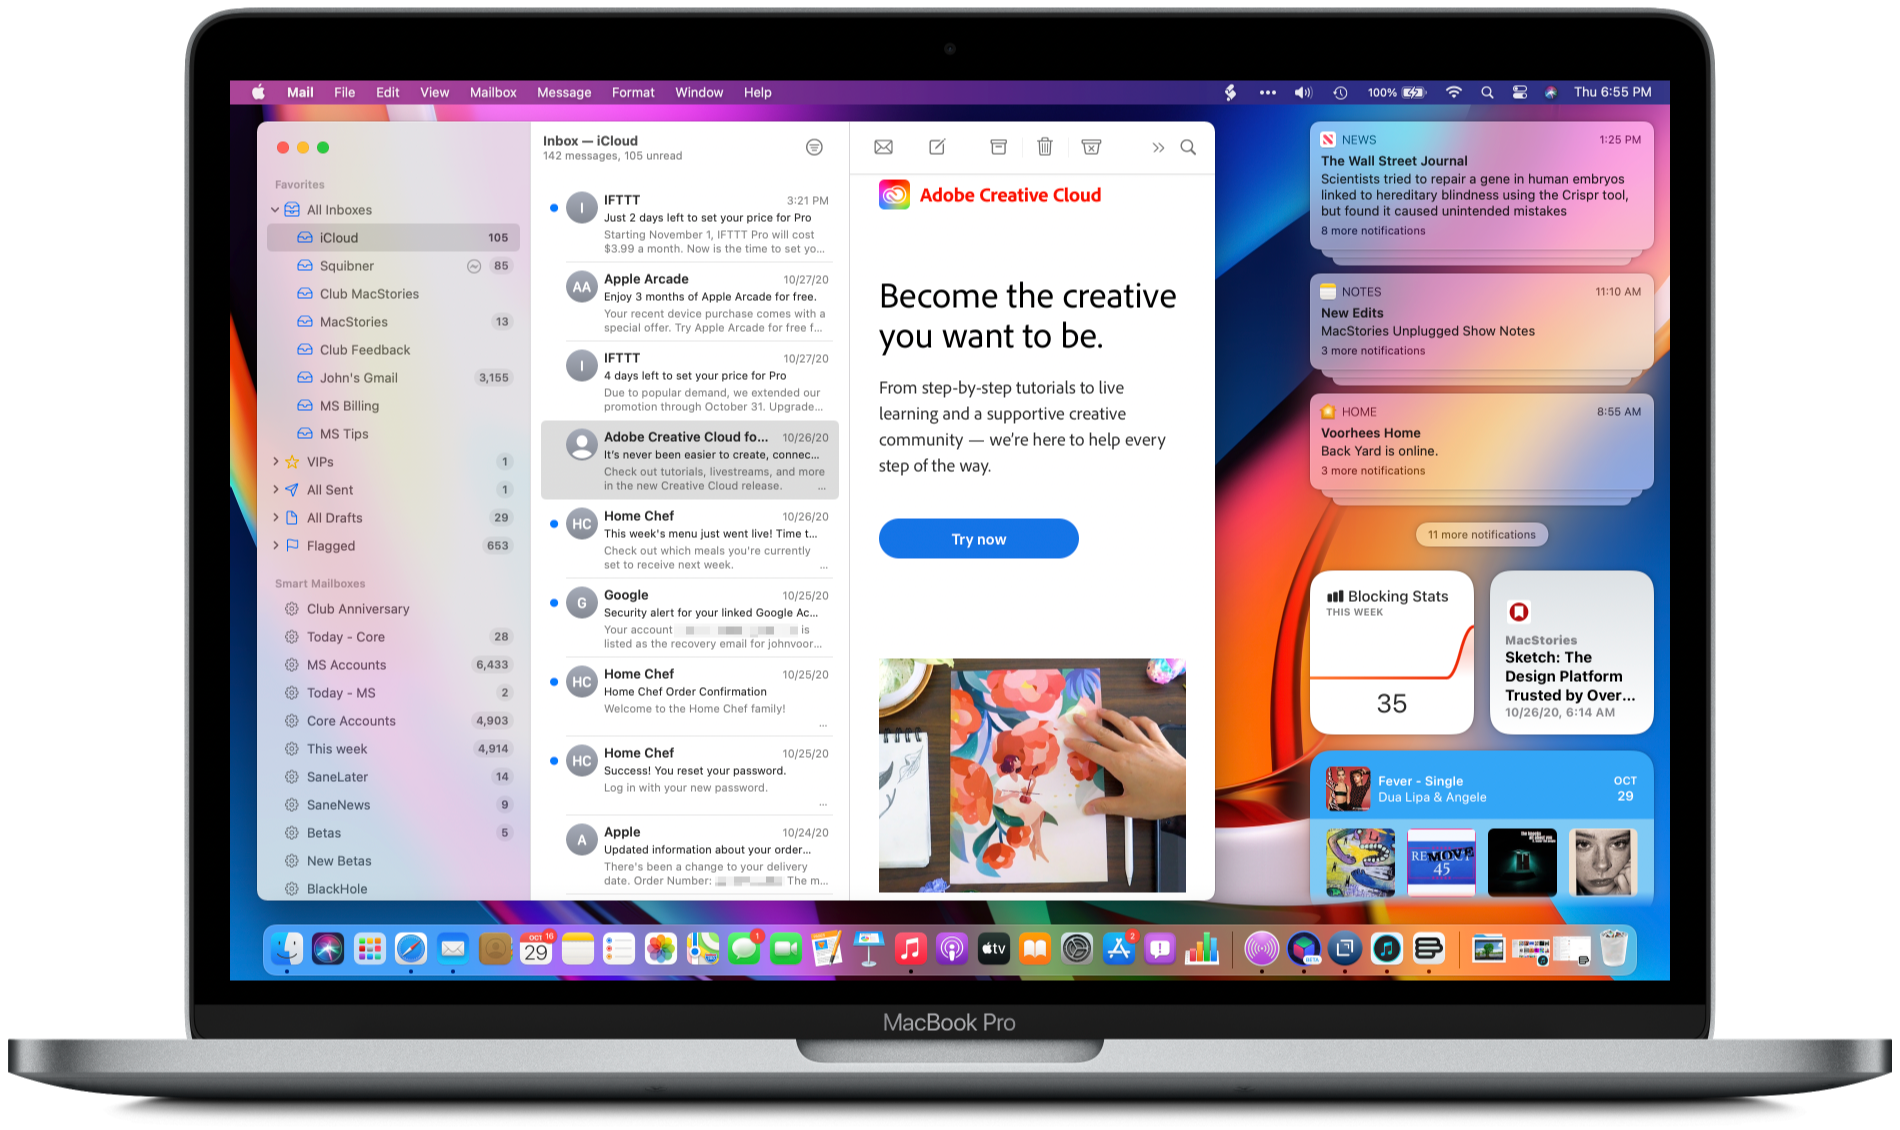 Mail File Edit View Mailbox Message Format Window Help
100%
Thu 6:55 PM
Favorites
All Inboxes
iCloud 105
Squibner 85
Club MacStories
MacStories 13
Club Feedback
John's Gmail 3,155
MS Billing
MS Tips
VIPs 1
All Sent 1
All Drafts 29
Flagged 653
Smart Mailboxes
Club Anniversary
Today - Core 28
MS Accounts 6,433
Today - MS 2
Core Accounts 4,903
This week 4,914
SaneLater 14
SaneNews 9
Betas 5
New Betas
BlackHole
Inbox — iCloud
142 messages, 105 unread
I
IFTTT 3:21 PM
Just 2 days left to set your price for Pro
Starting November 1, IFTTT Pro will cost
$3.99 a month. Now is the time to set yo...
AA
Apple Arcade 10/27/20
Enjoy 3 months of Apple Arcade for free.
Your recent device purchase comes with a
special offer. Try Apple Arcade for free f...
I
IFTTT 10/27/20
4 days left to set your price for Pro
Due to popular demand, we extended our
promotion through October 31. Upgrade...
Adobe Creative Cloud fo... 10/26/20
It's never been easier to create, connec...
Check out tutorials, livestreams, and more
in the new Creative Cloud release. ...
HC
Home Chef 10/26/20
This week's menu just went live! Time t...
Check out which meals you're currently
set to receive next week. ...
G
Google 10/25/20
Security alert for your linked Google Ac...
Your account is
listed as the recovery email for johnvoor...
HC
Home Chef 10/25/20
Home Chef Order Confirmation
Welcome to the Home Chef family!
...
HC
Home Chef 10/25/20
Success! You reset your password.
Log in with your new password.
...
A
Apple 10/24/20
Updated information about your order...
There's been a change to your delivery
date. Order Number: The m...
Adobe Creative Cloud
Become the creative
you want to be.
From step-by-step tutorials to live
learning and a supportive creative
community — we're here to help every
step of the way.
Try now
NEWS 1:25 PM
The Wall Street Journal
Scientists tried to repair a gene in human embryos
linked to hereditary blindness using the Crispr tool,
but found it caused unintended mistakes
8 more notifications
NOTES 11:10 AM
New Edits
MacStories Unplugged Show Notes
3 more notifications
HOME 8:55 AM
Voorhees Home
Back Yard is online.
3 more notifications
11 more notifications
Blocking Stats
THIS WEEK
35
MacStories
Sketch: The
Design Platform
Trusted by Over...
10/26/20, 6:14 AM
Fever - Single
Dua Lipa & Angele
OCT
29
REMOVE
45
OCT 16
29
1
tv
2
BETA
MacBook Pro